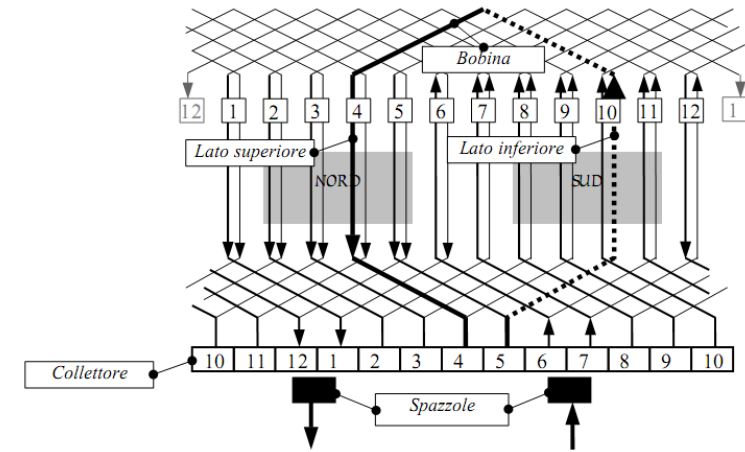 Bobina
12 1 2 3 4 5 6 7 8 9 10 11 12 1
Lato superiore Lato inferiore
NORD SUD
10 11 12 1 2 3 4 5 6 7 8 9 10
Collettore
Spazzole